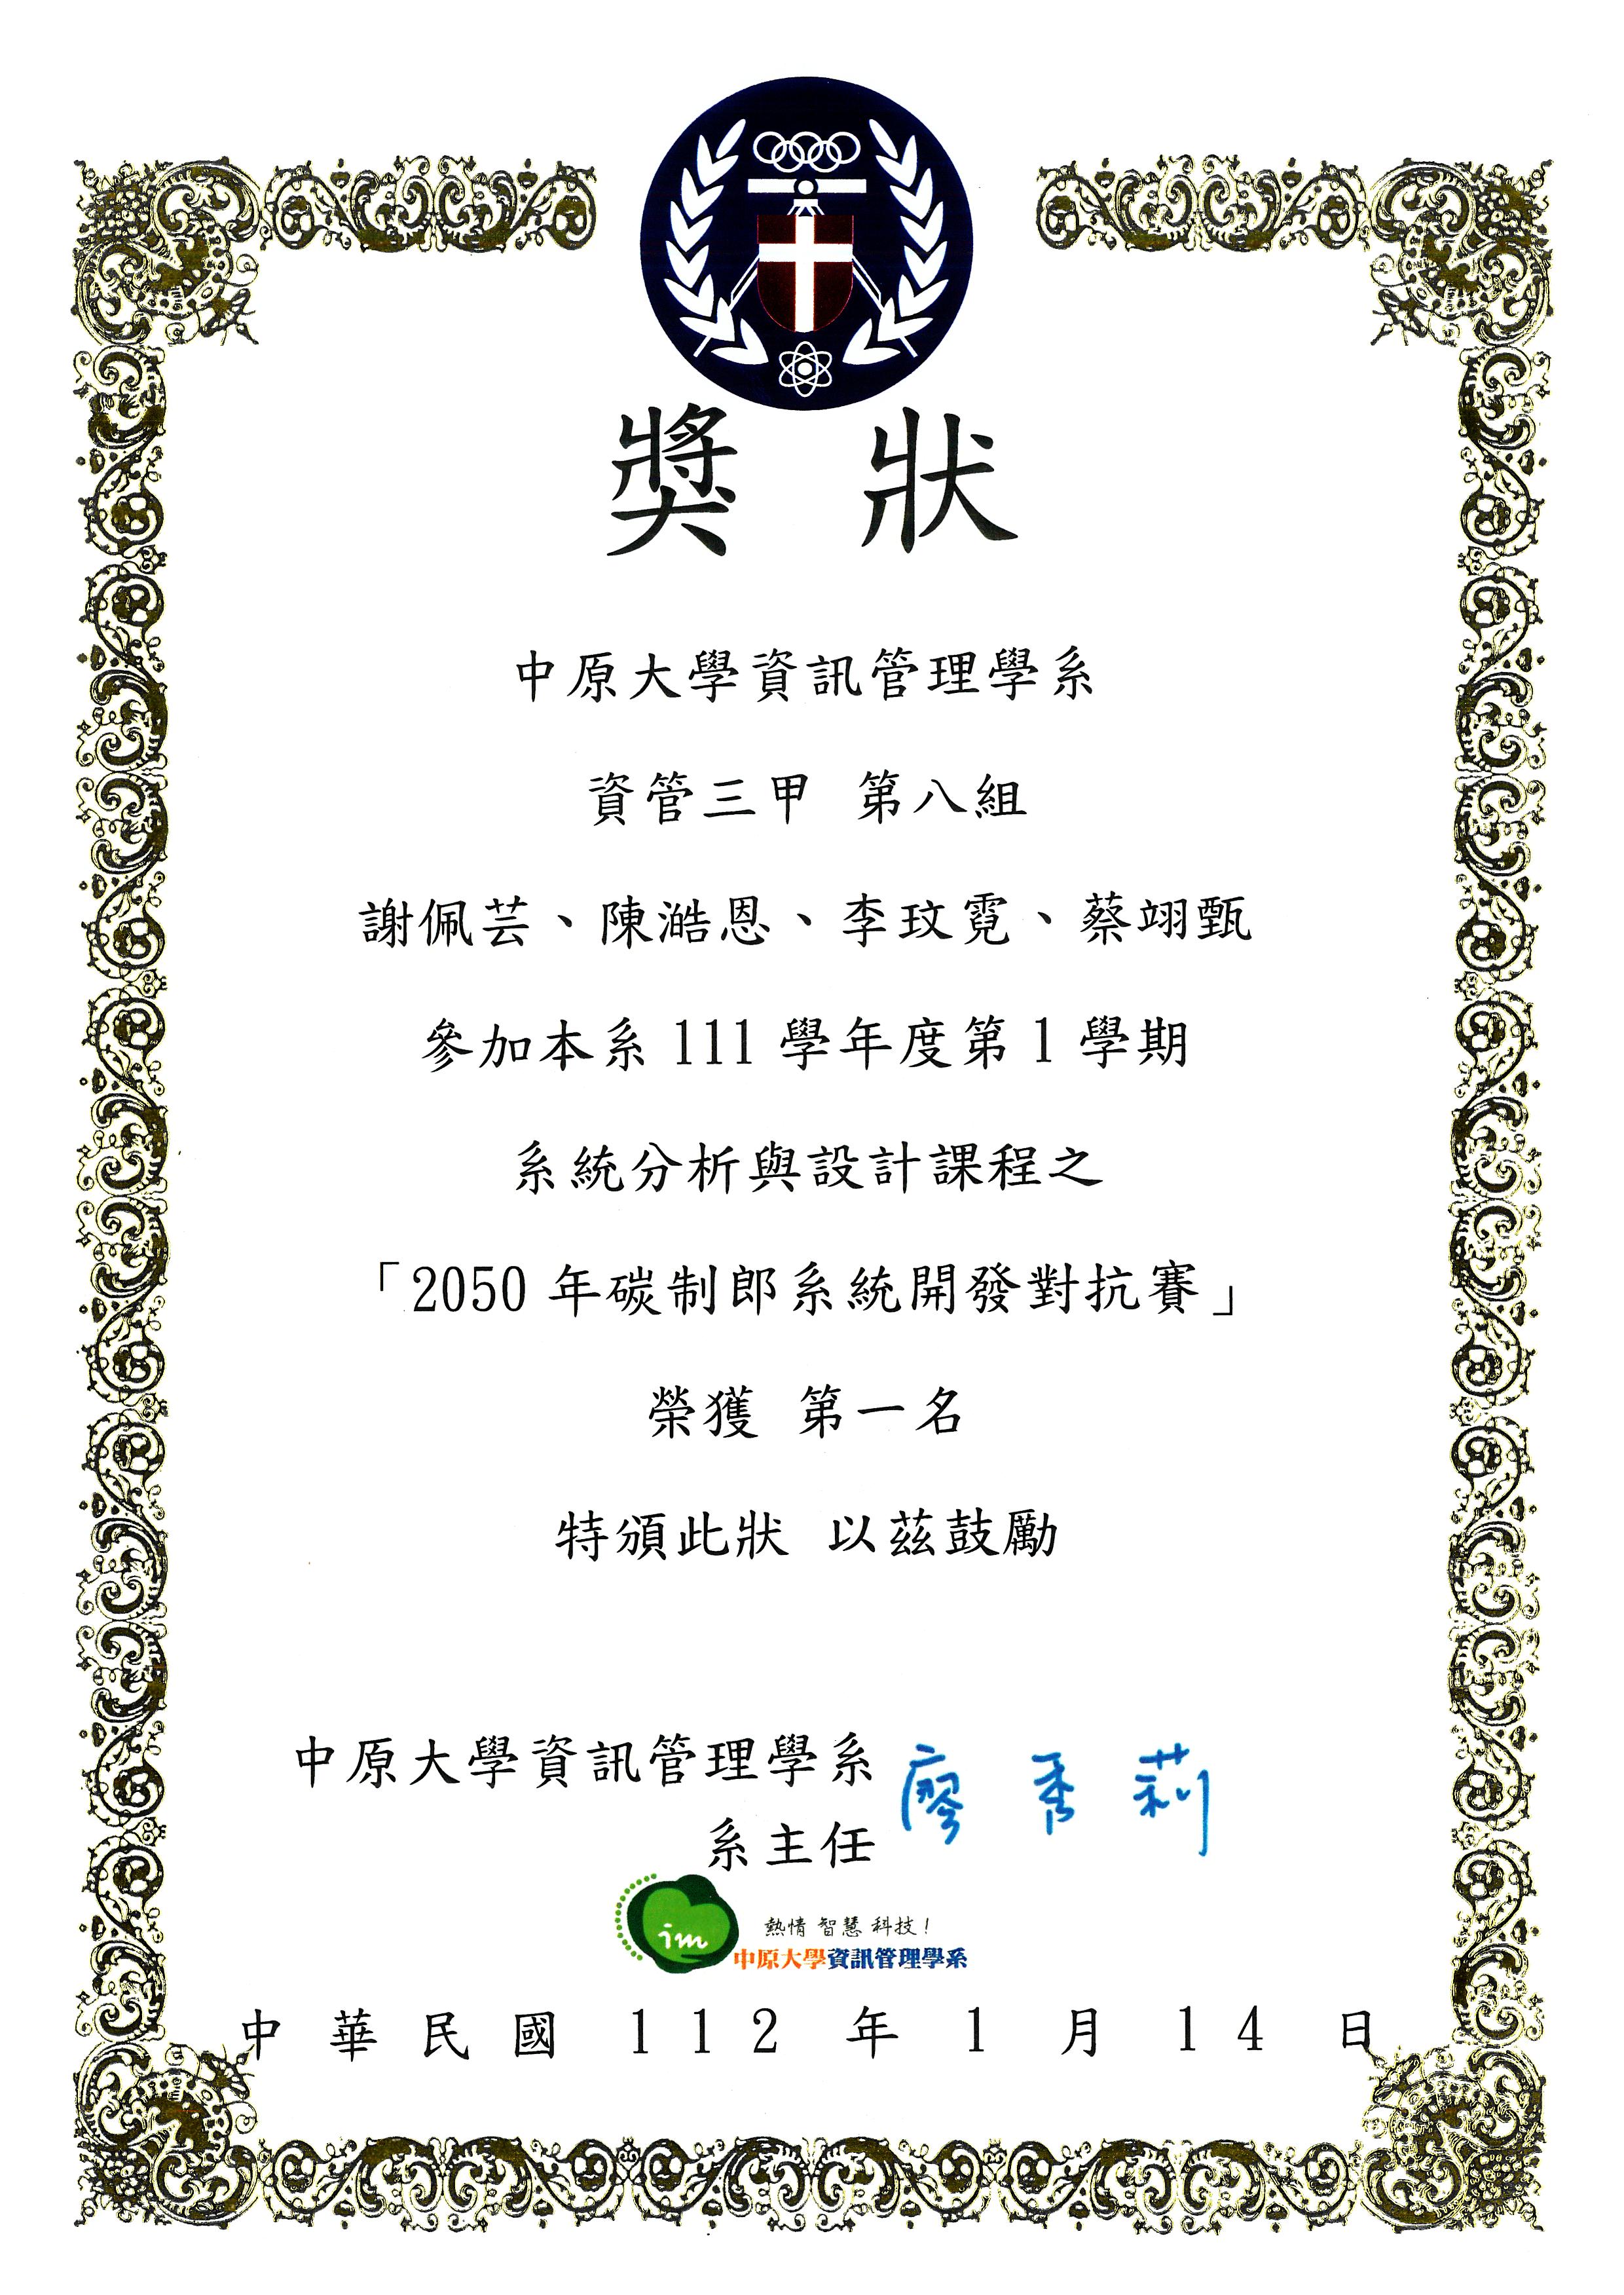 獎狀
中原大學資訊管理學系
資管三甲 第八組
謝佩芸、陳澔恩、李玟霓、蔡翊甄
參加本系 111 學年度第 1 學期
系統分析與設計課程之
「2050 年碳制郎系統開發對抗賽」
榮獲 第一名
特頒此狀 以茲鼓勵
中原大學資訊管理學系 廖秀莉
系主任
im
熱情 智慧 科技!
中原大學資訊管理學系
中華民國 112 年 1 月 14 日